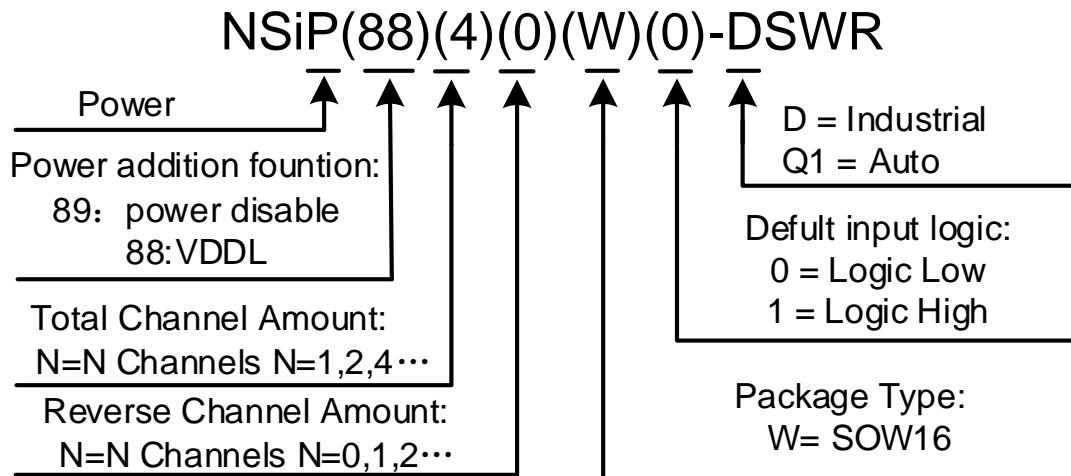 NSiP(88)(4)(0)(W)(0)-DSWR
Power
Power addition fountion:
89： power disable
88:VDDL
Total Channel Amount:
N=N Channels N=1,2,4⋯
Reverse Channel Amount:
N=N Channels N=0,1,2⋯
D = Industrial
Q1 = Auto
Defult input logic:
0 = Logic Low
1 = Logic High
Package Type:
W= SOW16